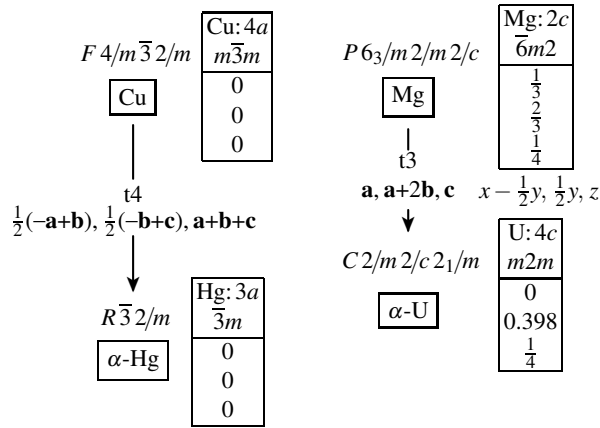 F 4/m 3̅ 2/m
Cu: 4a
m3̅m
0
0
0
Cu
t4
½(−a+b), ½(−b+c), a+b+c
R 3̅ 2/m
Hg: 3a
3̅m
0
0
0
α-Hg
P 6₃/m 2/m 2/c
Mg: 2c
6̅m2
1/3
2/3
1/4
Mg
t3
a, a+2b, c
x − ½y, ½y, z
C 2/m 2/c 2₁/m
U: 4c
m2m
0
0.398
1/4
α-U